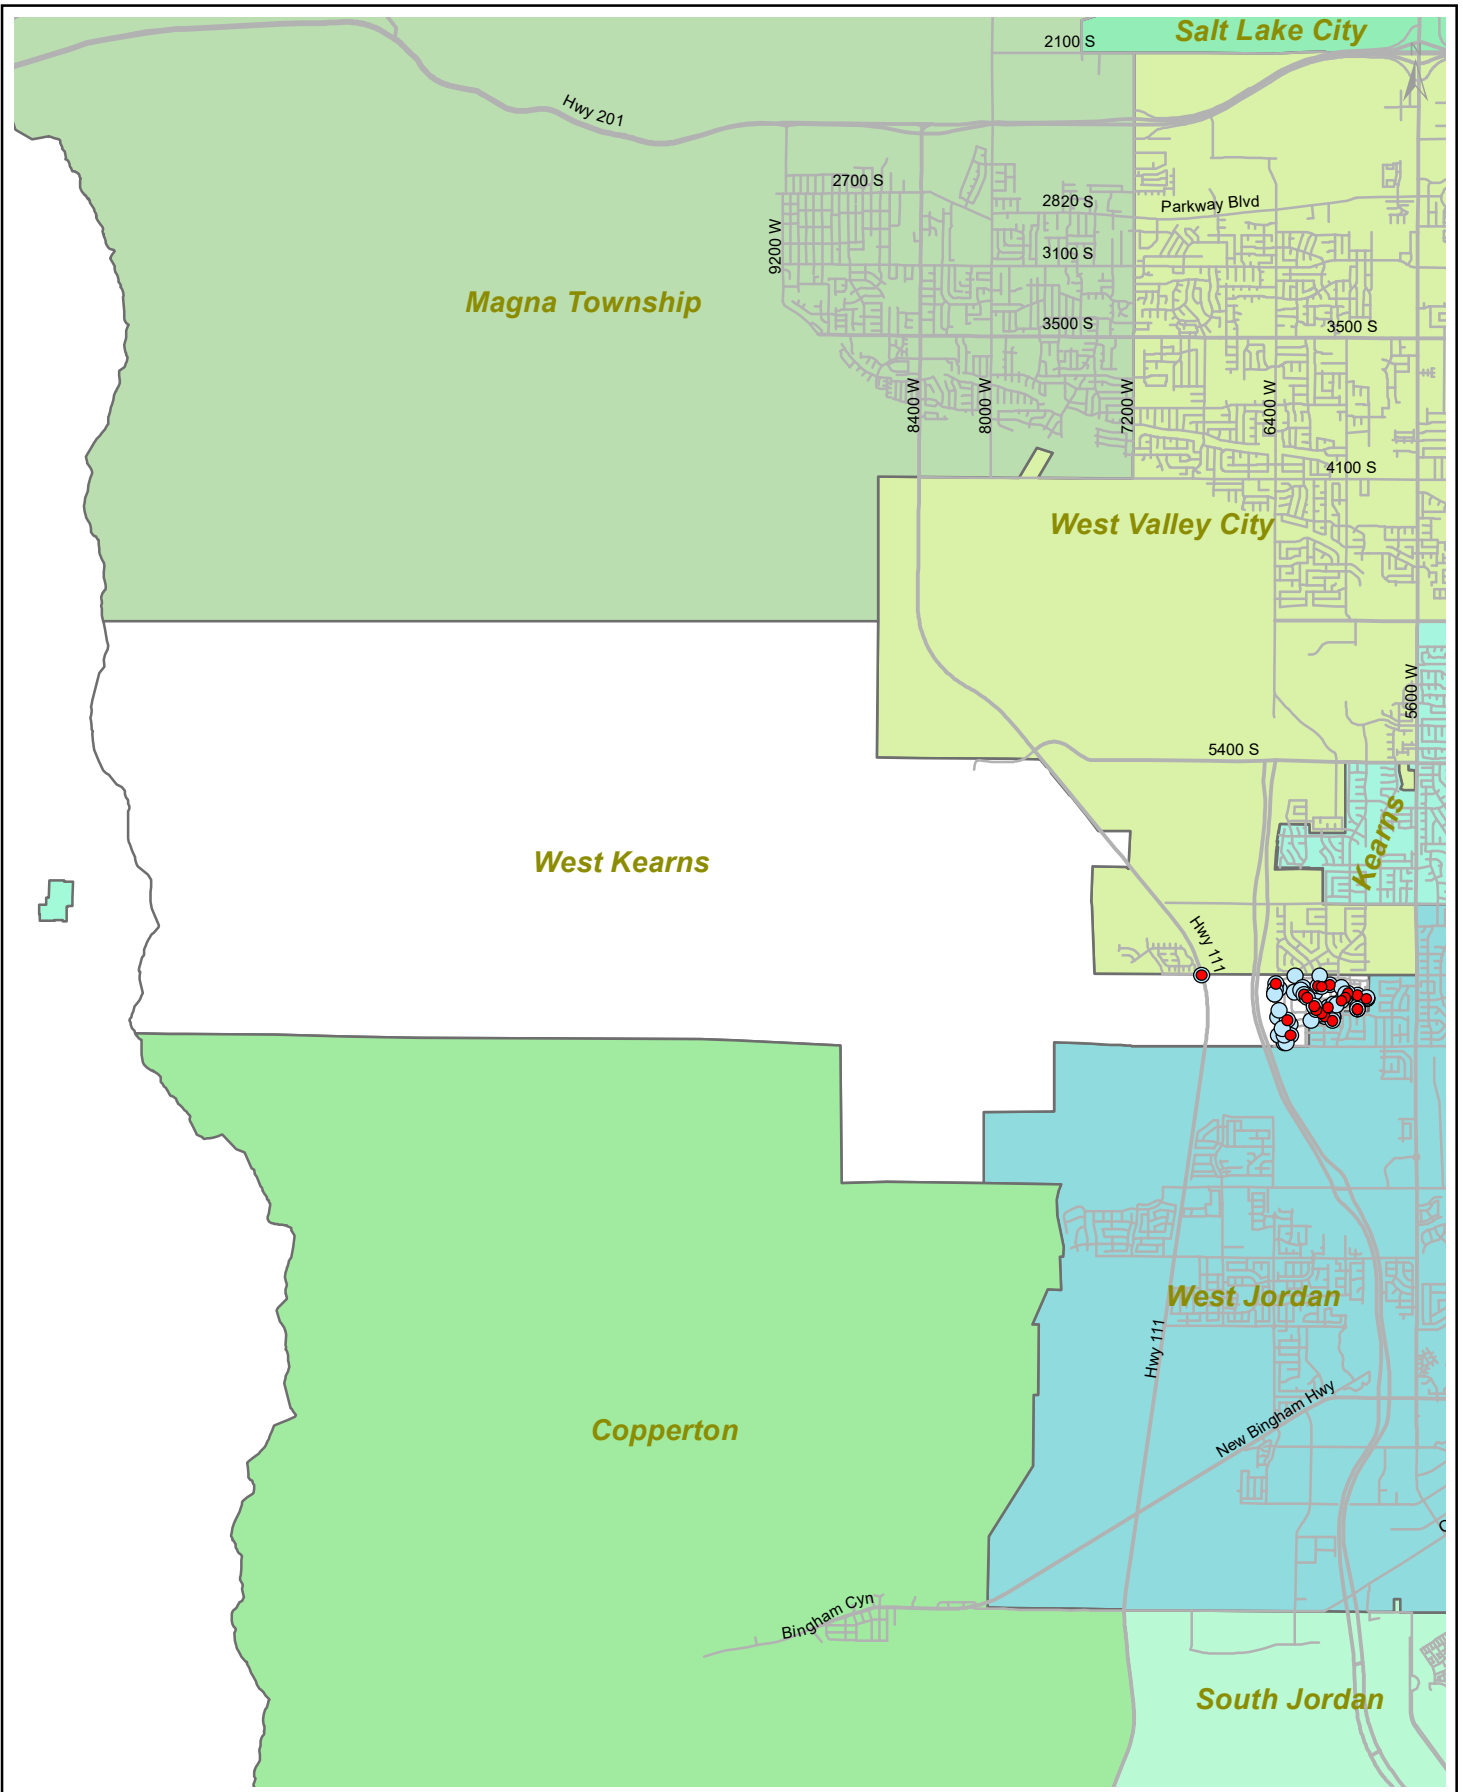 Salt Lake City
2100 S
N
Hwy 201
2700 S
2820 S
Parkway Blvd
9200 W
3100 S
Magna Township
3500 S
3500 S
8400 W
8000 W
7200 W
6400 W
4100 S
West Valley City
5600 W
5400 S
Kearns
West Kearns
Hwy 111
West Jordan
Hwy 111
New Bingham Hwy
Copperton
Bingham Cyn
South Jordan